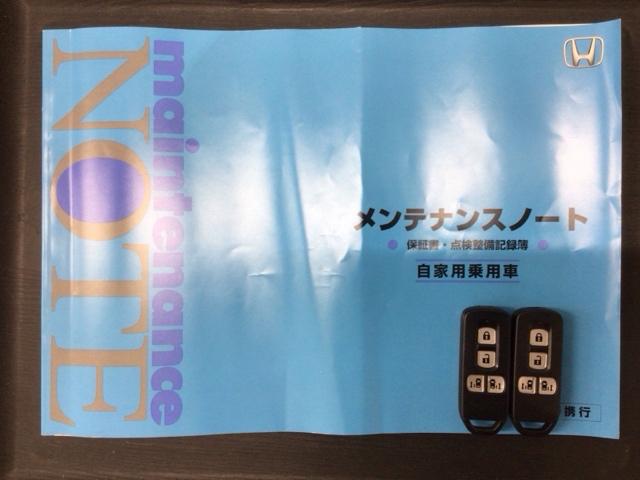 maintenance
NOTE
メンテナンスノート
保証書・点検整備記録簿
自家用乗用車
携行